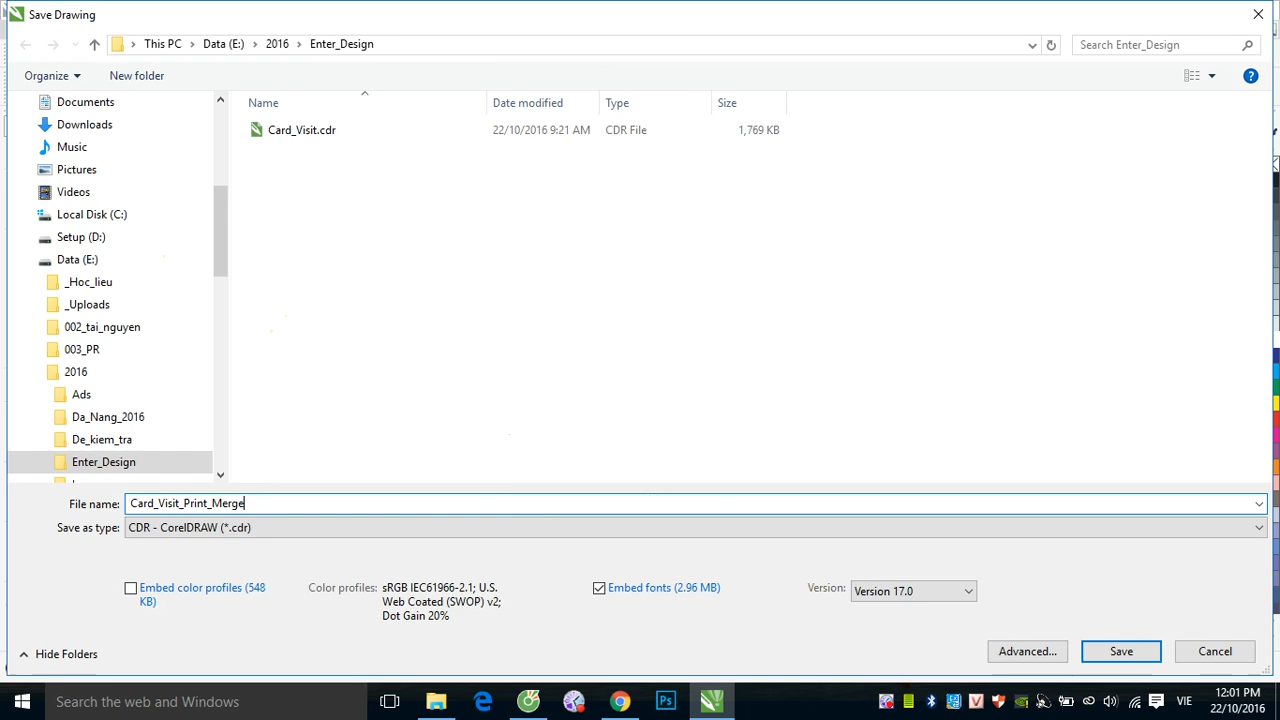 Save Drawing
This PC > Data (E:) > 2016 > Enter_Design
Search Enter_Design
Organize
New folder
Name
Date modified
Type
Size
Card_Visit.cdr
22/10/2016 9:21 AM
CDR File
1,769 KB
Documents
Downloads
Music
Pictures
Videos
Local Disk (C:)
Setup (D:)
Data (E:)
_Hoc_lieu
_Uploads
002_tai_nguyen
003_PR
2016
Ads
Da_Nang_2016
De_kiem_tra
Enter_Design
File name:
Card_Visit_Print_Merge
Save as type:
CDR - CorelDRAW (*.cdr)
Embed color profiles (548
KB)
Color profiles:
sRGB IEC61966-2.1; U.S.
Web Coated (SWOP) v2;
Dot Gain 20%
Embed fonts (2.96 MB)
Version:
Version 17.0
Hide Folders
Advanced...
Save
Cancel
Search the web and Windows
Ps
VIE
12:01 PM
22/10/2016